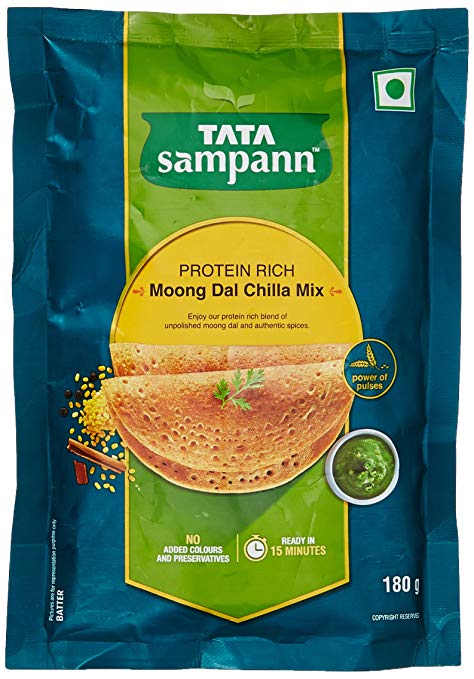 TATA
sampann™
PROTEIN RICH
Moong Dal Chilla Mix
Enjoy our protein rich blend of
unpolished moong dal and authentic spices.
power of
pulses
NO
ADDED COLOURS
AND PRESERVATIVES
READY IN
15 MINUTES
180 g
COPYRIGHT RESERVED
Pictures are for representation purpose only
BATTER